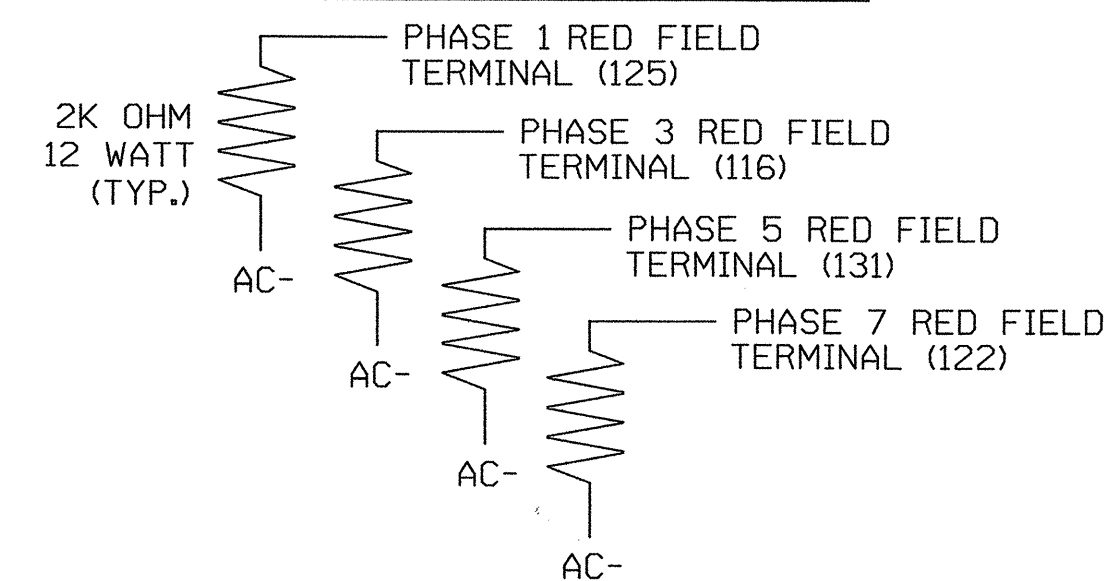 PHASE 1 RED FIELD
TERMINAL (125)
2K OHM
12 WATT
(TYP.)
AC-
PHASE 3 RED FIELD
TERMINAL (116)
AC-
PHASE 5 RED FIELD
TERMINAL (131)
AC-
PHASE 7 RED FIELD
TERMINAL (122)
AC-